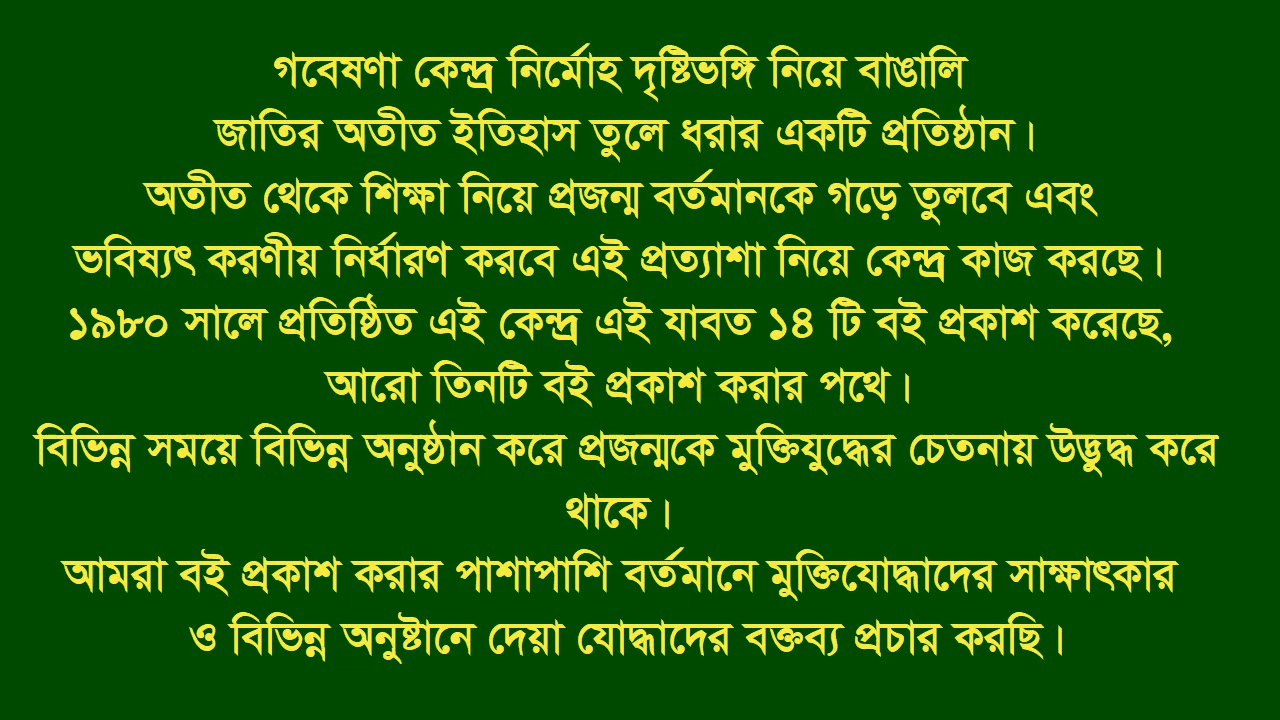 গবেষণা কেন্দ্র নির্মোহ দৃষ্টিভঙ্গি নিয়ে বাঙালি
জাতির অতীত ইতিহাস তুলে ধরার একটি প্রতিষ্ঠান।
অতীত থেকে শিক্ষা নিয়ে প্রজন্ম বর্তমানকে গড়ে তুলবে এবং
ভবিষ্যৎ করণীয় নির্ধারণ করবে এই প্রত্যাশা নিয়ে কেন্দ্র কাজ করছে।
১৯৮০ সালে প্রতিষ্ঠিত এই কেন্দ্র এই যাবত ১৪ টি বই প্রকাশ করেছে,
আরো তিনটি বই প্রকাশ করার পথে।
বিভিন্ন সময়ে বিভিন্ন অনুষ্ঠান করে প্রজন্মকে মুক্তিযুদ্ধের চেতনায় উদ্ভুদ্ধ করে
থাকে।
আমরা বই প্রকাশ করার পাশাপাশি বর্তমানে মুক্তিযোদ্ধাদের সাক্ষাৎকার
ও বিভিন্ন অনুষ্টানে দেয়া যোদ্ধাদের বক্তব্য প্রচার করছি।